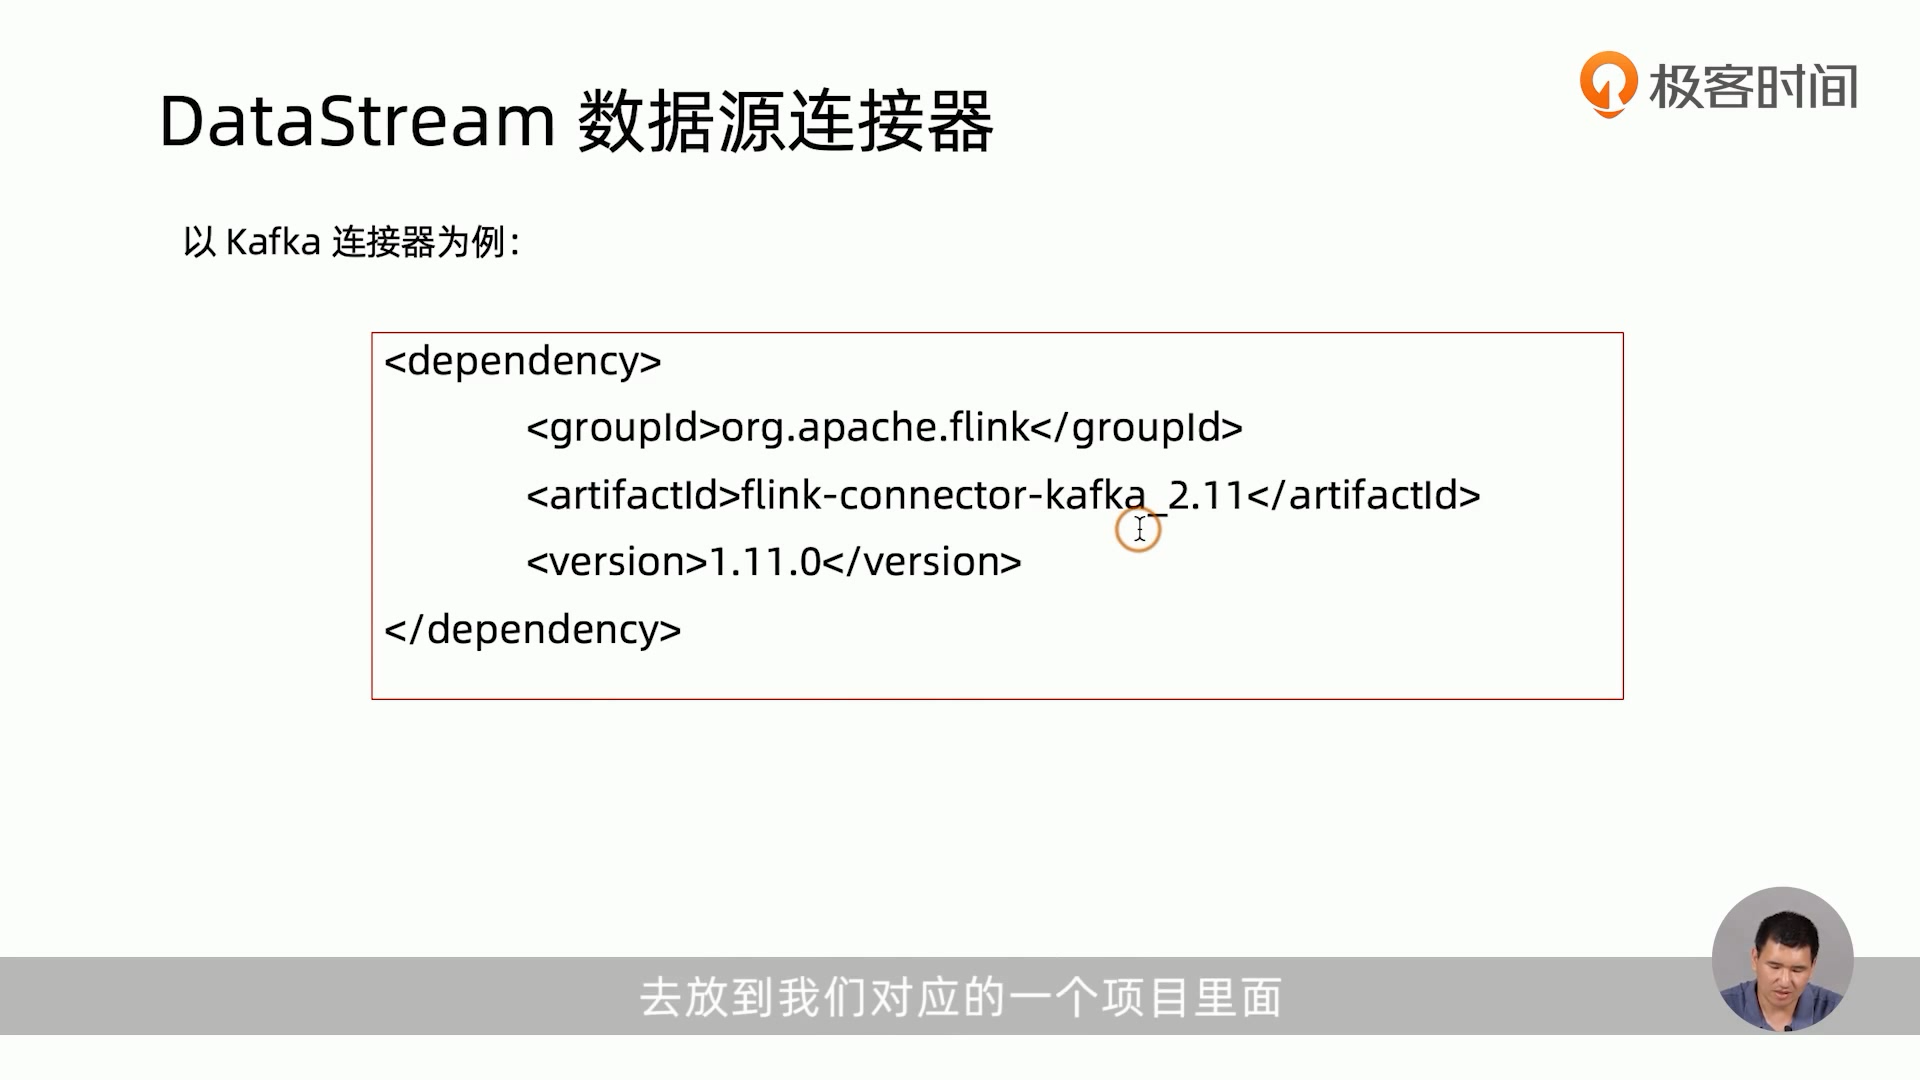 极客时间
DataStream 数据源连接器
以 Kafka 连接器为例：
<dependency>
<groupId>org.apache.flink</groupId>
<artifactId>flink-connector-kafka_2.11</artifactId>
<version>1.11.0</version>
</dependency>
去放到我们对应的一个项目里面